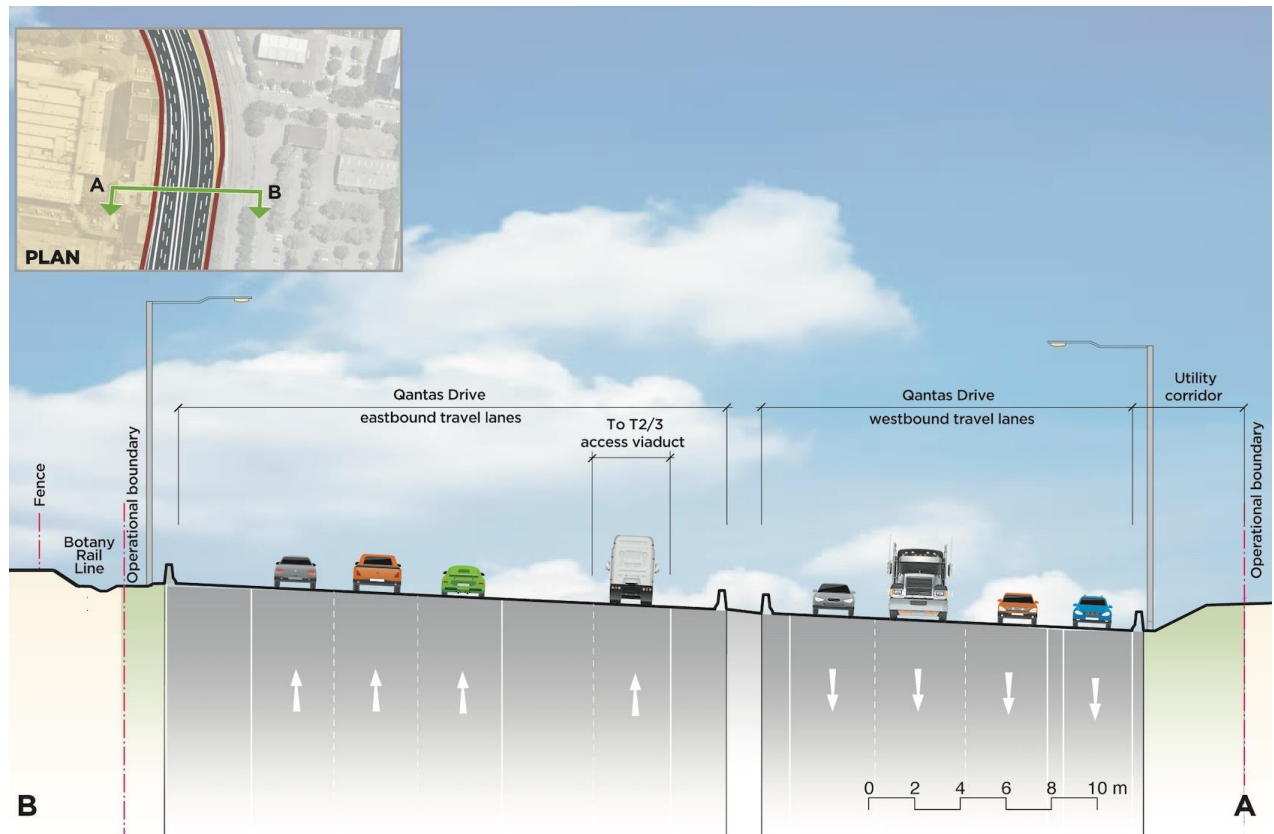 A
B
PLAN
Qantas Drive
eastbound travel lanes
To T2/3
access viaduct
Qantas Drive
westbound travel lanes
Utility
corridor
Fence
Botany
Rail
Line
Operational boundary
Operational boundary
0 2 4 6 8 10 m
B
A